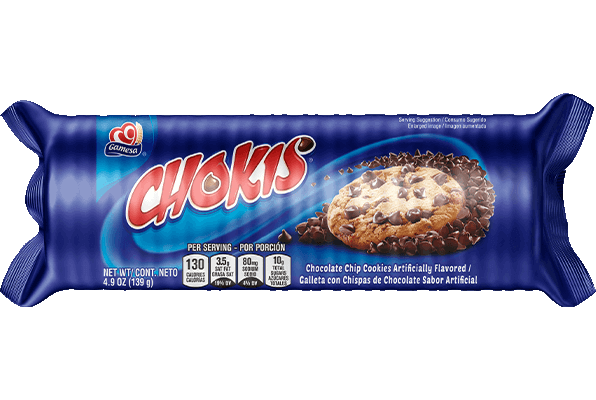 Serving Suggestion / Consumo Sugerido
Enlarged image / Imagen aumentada
Gamesa
CHOKIS
PER SERVING - POR PORCIÓN
130
CALORIES
CALORÍAS
3.5g
SAT FAT
GRASA SAT
18% DV
80mg
SODIUM
SODIO
4% DV
10g
TOTAL
SUGARS
AZÚCARES
TOTALES
NET WT/ CONT. NETO
4.9 OZ (139 g)
Chocolate Chip Cookies Artificially Flavored /
Galleta con Chispas de Chocolate Sabor Artificial